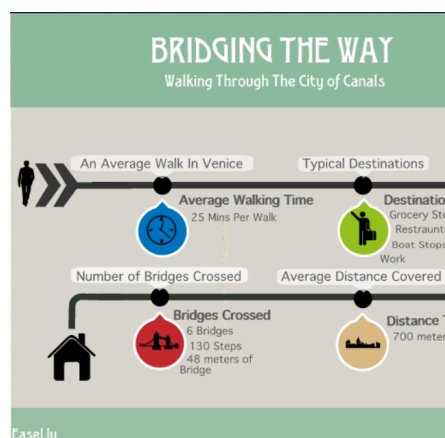 BRIDGING THE WAY
Walking Through The City of Canals
An Average Walk In Venice
Typical Destinations
Average Walking Time
25 Mins Per Walk
Destinatio
Grocery Sto
Restraunt
Boat Stops
Work
Number of Bridges Crossed
Average Distance Covered
Bridges Crossed
6 Bridges
130 Steps
48 meters of
Bridge
Distance T
700 meter
Easel.ly